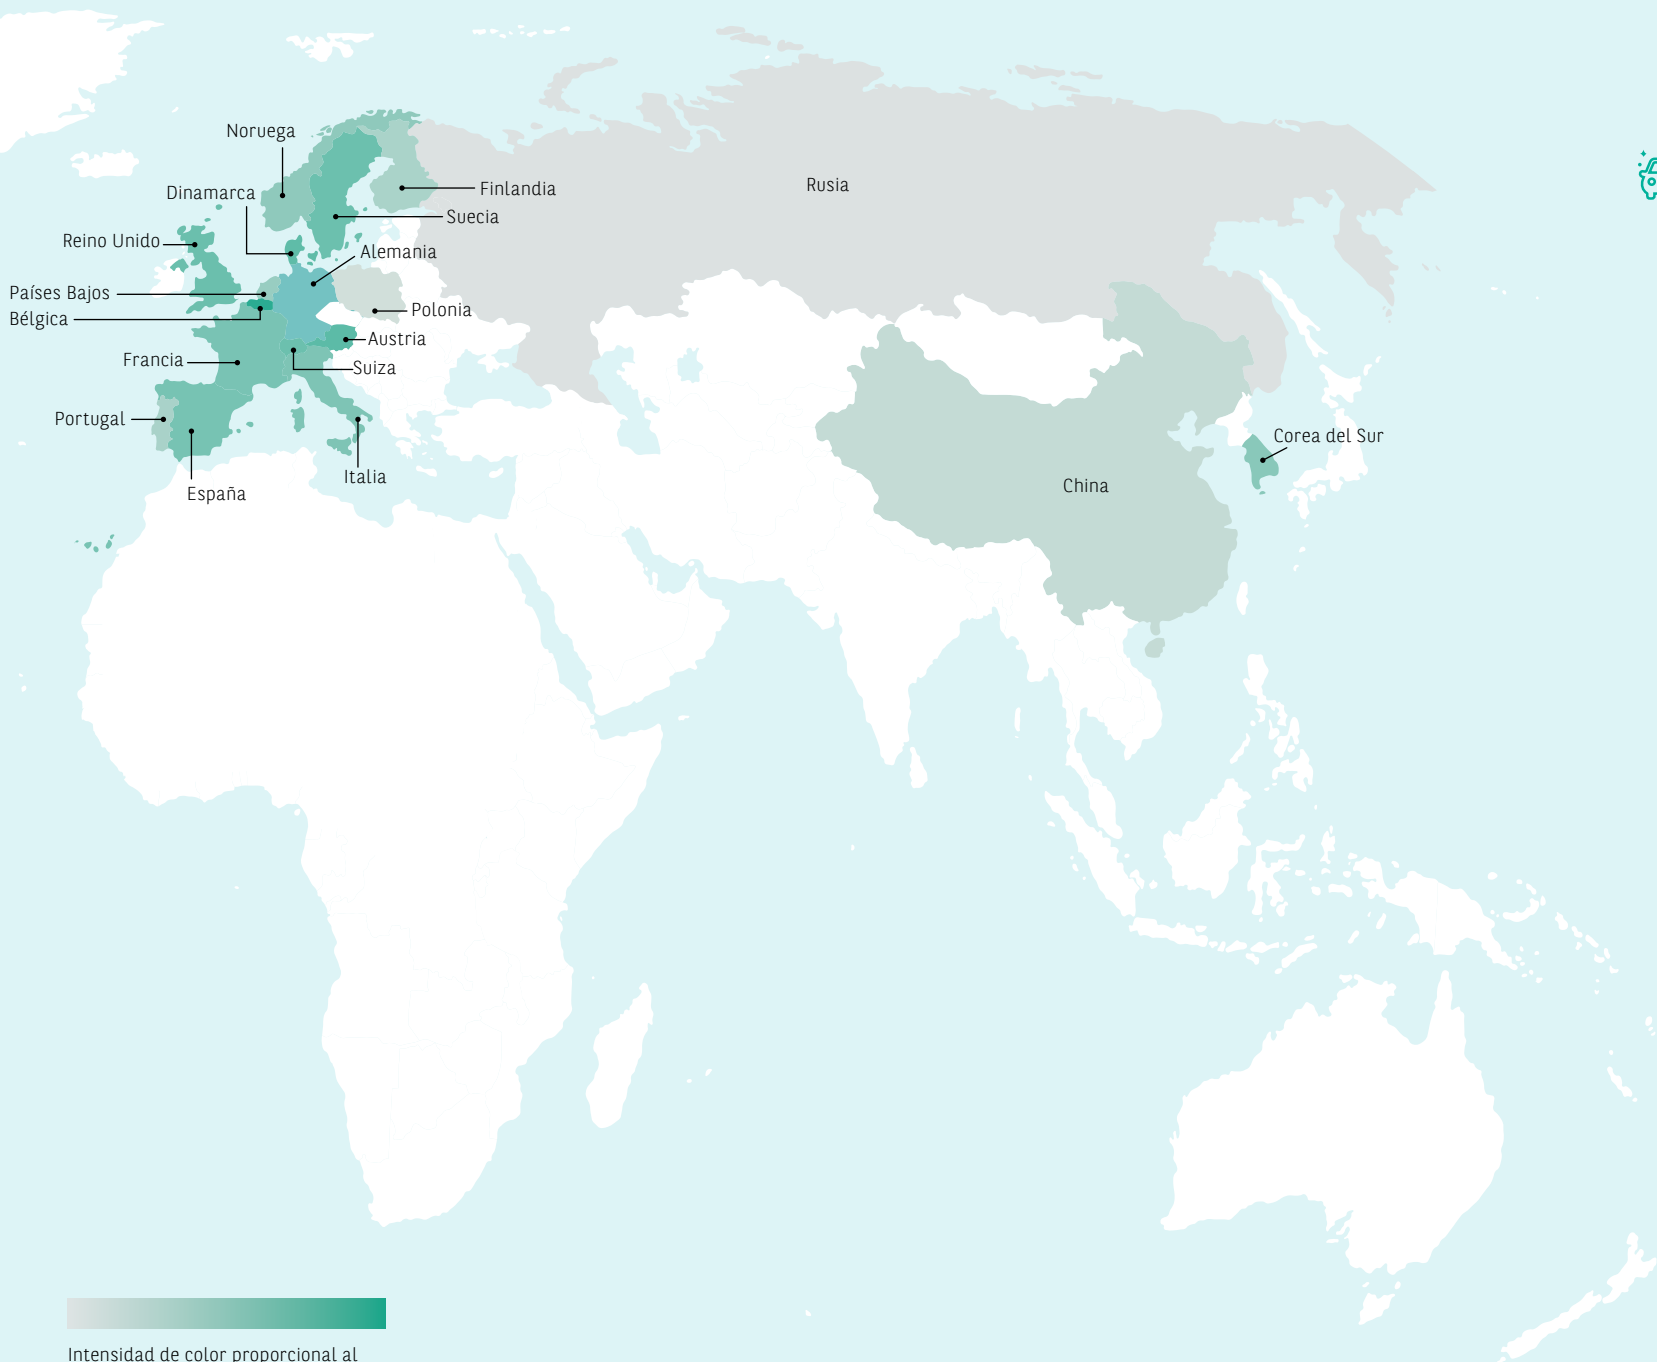 Noruega
Dinamarca
Finlandia
Rusia
Suecia
Reino Unido
Alemania
Países Bajos
Polonia
Bélgica
Austria
Francia
Suiza
Portugal
Corea del Sur
Italia
China
España
Intensidad de color proporcional al